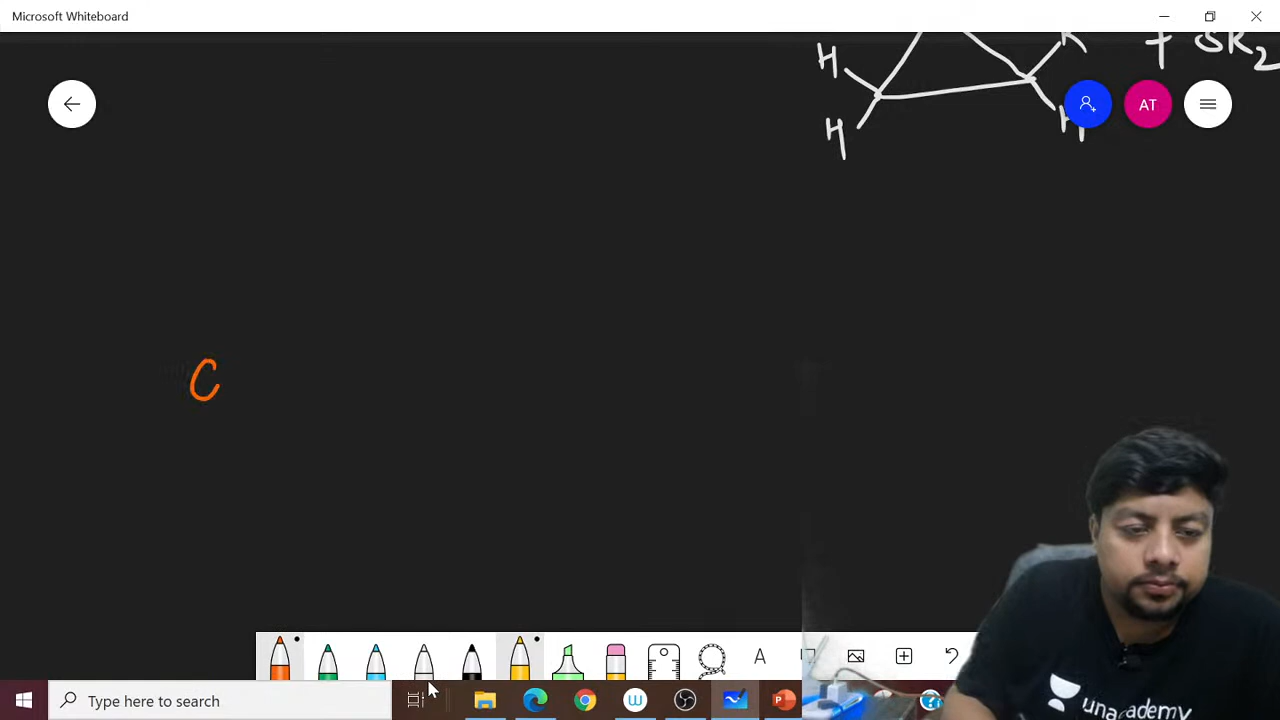 Microsoft Whiteboard
H
R
+ SR2
AT
H
H
C
A
Type here to search
unacademy